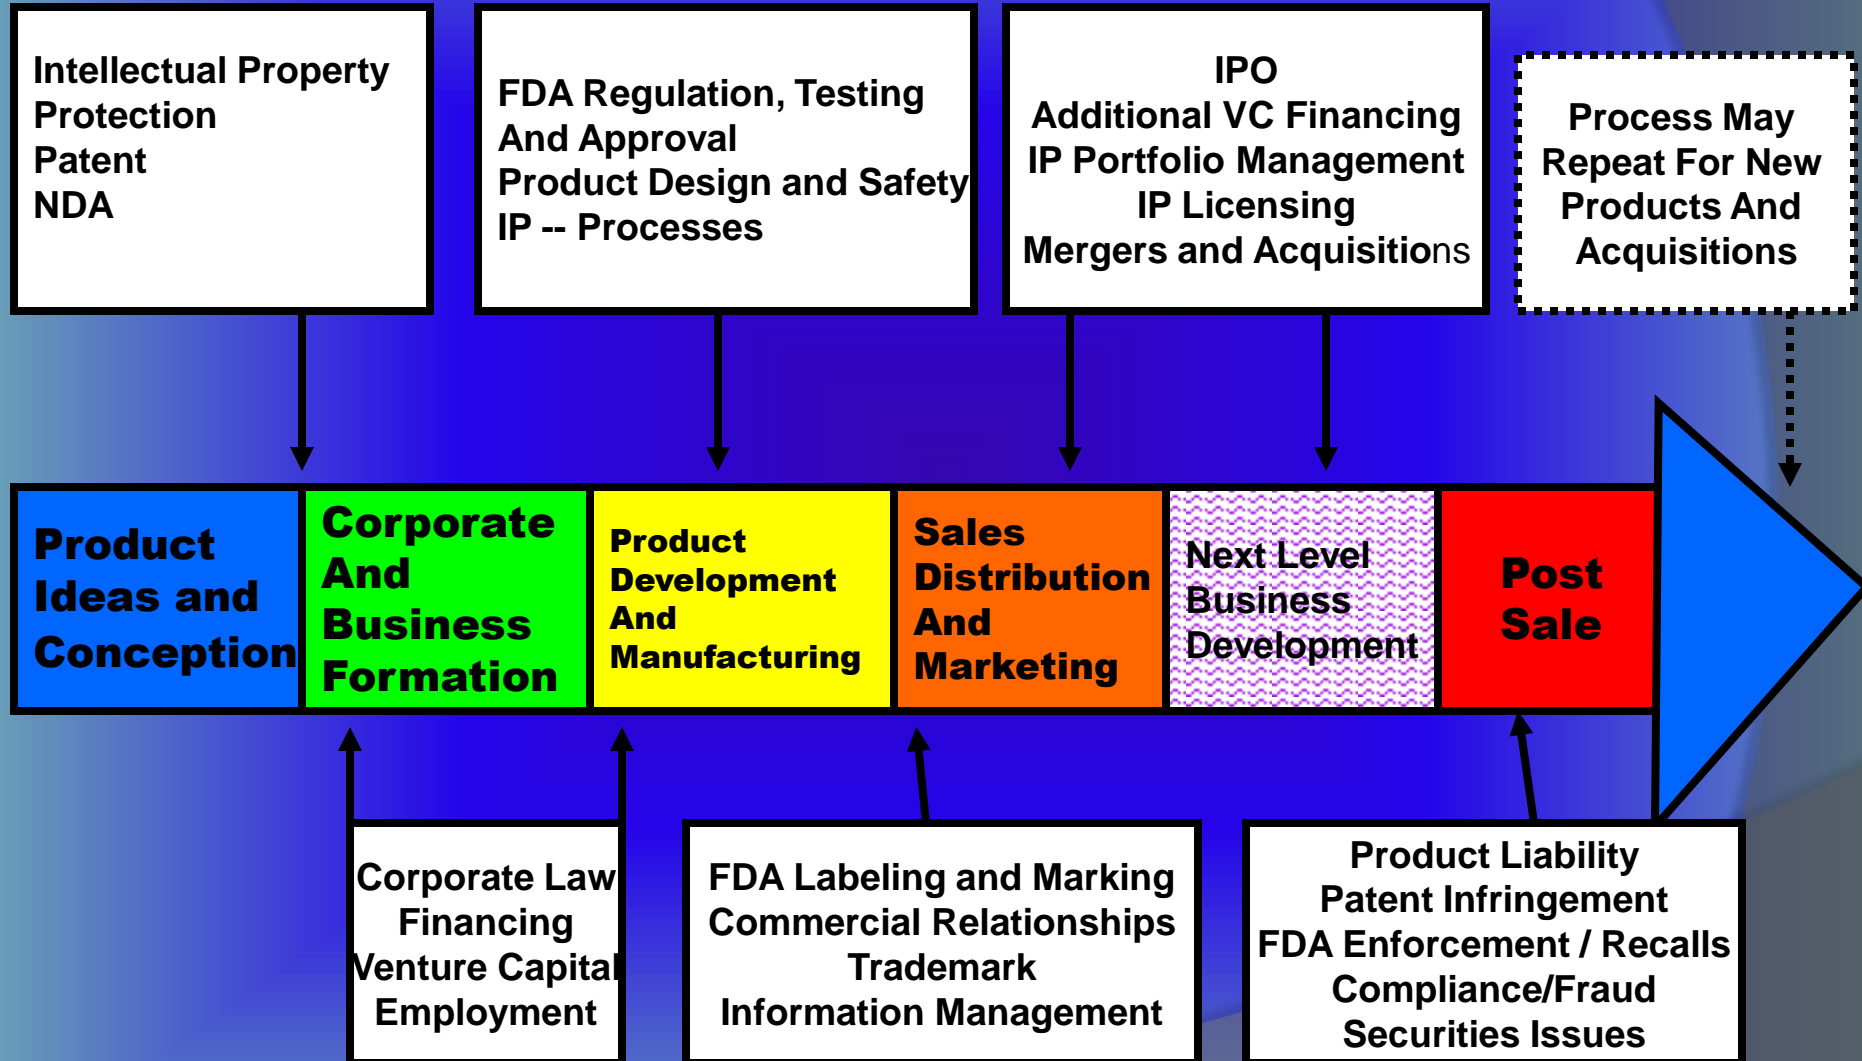 Intellectual Property
Protection
Patent
NDA
FDA Regulation, Testing
And Approval
Product Design and Safety
IP -- Processes
IPO
Additional VC Financing
IP Portfolio Management
IP Licensing
Mergers and Acquisitions
Process May
Repeat For New
Products And
Acquisitions
Product
Ideas and
Conception
Corporate
And
Business
Formation
Product
Development
And
Manufacturing
Sales
Distribution
And
Marketing
Next Level
Business
Development
Post
Sale
Corporate Law
Financing
Venture Capital
Employment
FDA Labeling and Marking
Commercial Relationships
Trademark
Information Management
Product Liability
Patent Infringement
FDA Enforcement / Recalls
Compliance/Fraud
Securities Issues